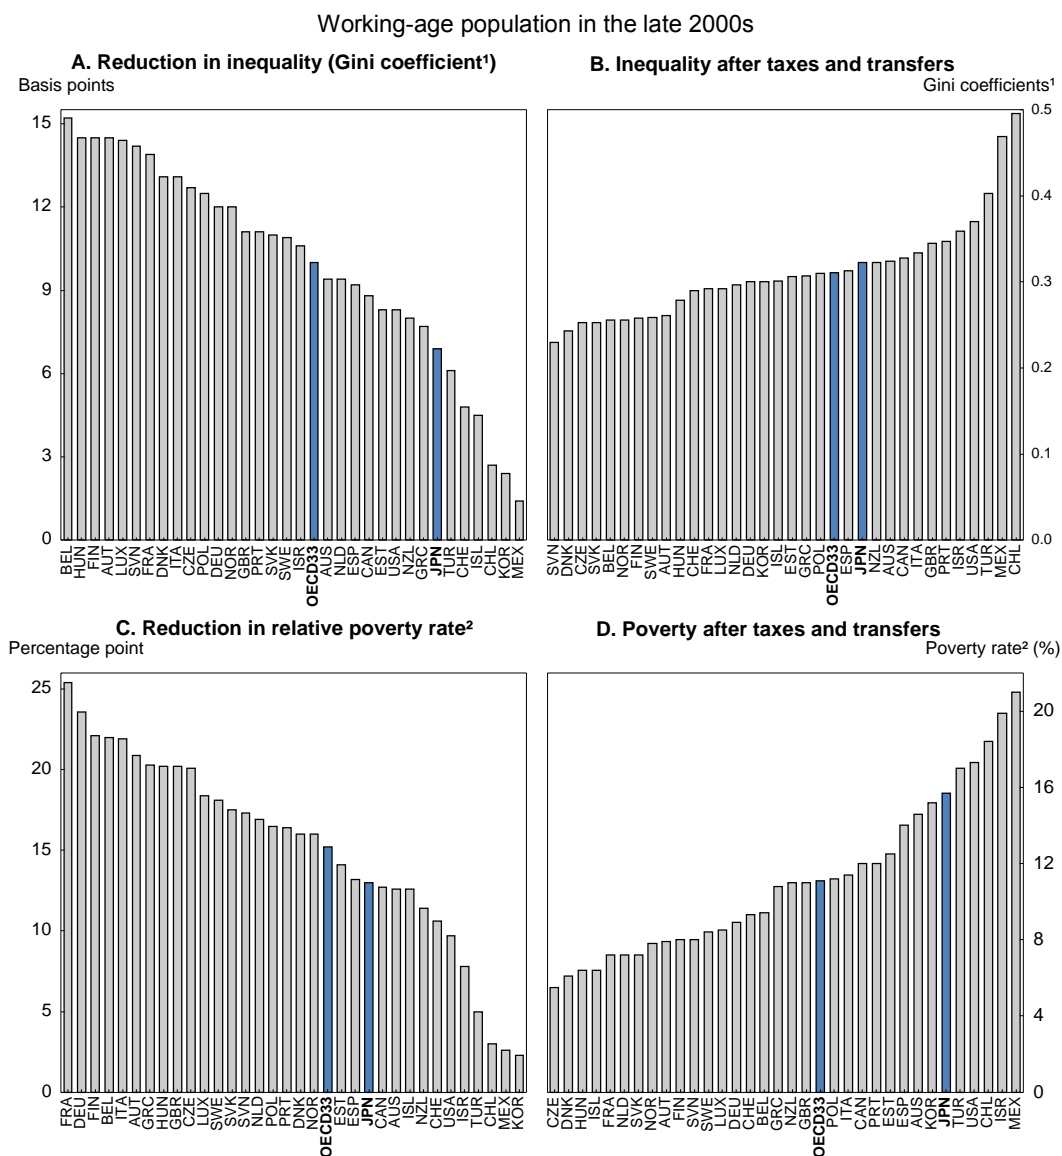 Working-age population in the late 2000s
A. Reduction in inequality (Gini coefficient¹)
Basis points
15
12
9
6
3
0
BEL HUN FIN AUT LUX SVN FRA DNK ITA CZE POL DEU NOR GBR PRT SVK SWE ISR OECD33 AUS NLD ESP CAN EST USA NZL GRC JPN TUR CHE ISL CHL KOR MEX
B. Inequality after taxes and transfers
Gini coefficients¹
0.5
0.4
0.3
0.2
0.1
0.0
SVN DNK CZE SVK BEL NOR FIN SWE AUT HUN CHE FRA LUX NLD DEU KOR ISL EST GRC POL OECD33 ESP JPN NZL AUS CAN ITA GBR PRT ISR USA TUR MEX CHL
C. Reduction in relative poverty rate²
Percentage point
25
20
15
10
5
0
FRA DEU FIN BEL ITA AUT GRC HUN GBR CZE LUX SWE SVK SVN NLD POL PRT DNK NOR OECD33 EST ESP JPN CAN AUS ISL NZL CHE USA ISR TUR CHL MEX KOR
D. Poverty after taxes and transfers
Poverty rate² (%)
20
16
12
8
4
0
CZE DNK HUN ISL FRA NLD SVK NOR AUT FIN SVN SWE LUX DEU CHE BEL GRC NZL GBR OECD33 POL ITA CAN PRT EST ESP AUS KOR JPN TUR USA CHL ISR MEX